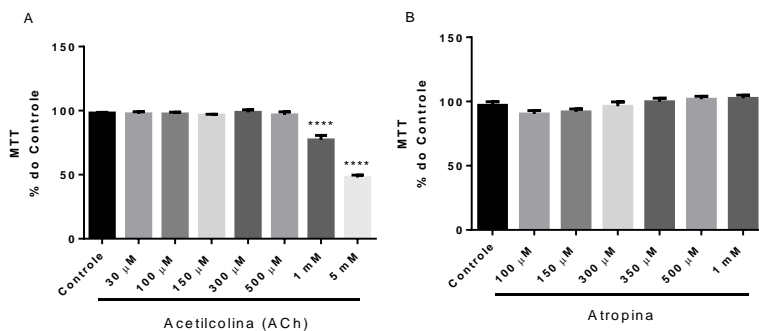 A
150
100
50
0
MTT
% do Controle
****
****
Controle
30 μM
100 μM
150 μM
300 μM
500 μM
1 mM
5 mM
Acetilcolina (ACh)
B
150
100
50
0
MTT
% do Controle
Controle
100 μM
150 μM
300 μM
350 μM
500 μM
1 mM
Atropina